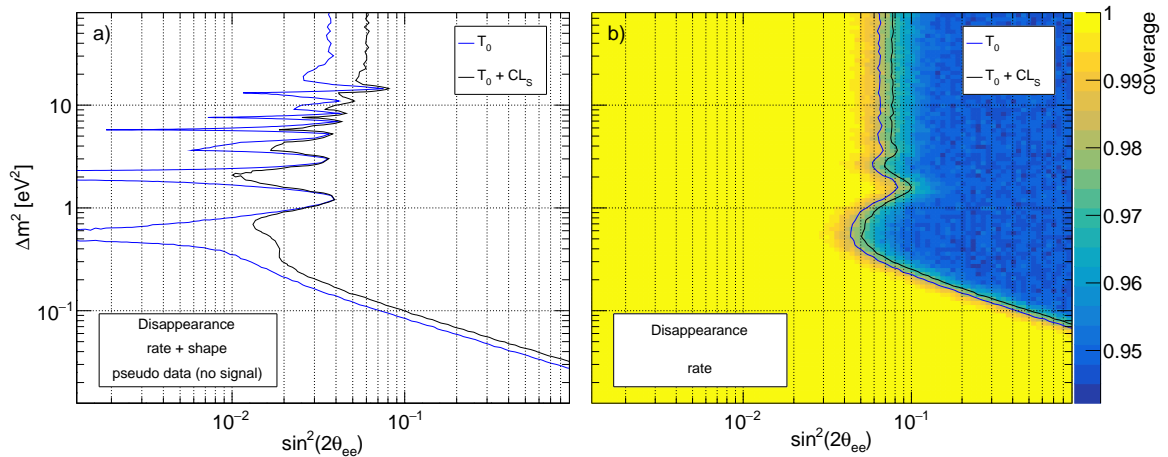 a)
T₀
T₀ + CLₛ
10
1
10⁻¹
Δm² [eV²]
Disappearance
rate + shape
pseudo data (no signal)
10⁻²
10⁻¹
sin²(2θₑₑ)
b)
T₀
T₀ + CLₛ
Disappearance
rate
10⁻²
10⁻¹
sin²(2θₑₑ)
1
0.99
0.98
0.97
0.96
0.95
coverage